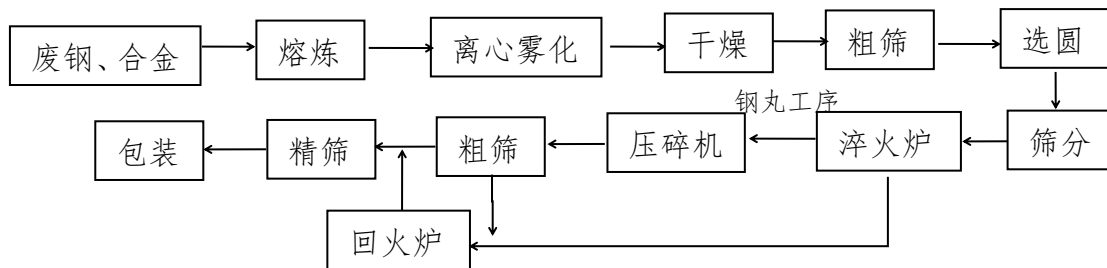 废钢、合金
熔炼
离心雾化
干燥
粗筛
选圆
钢丸工序
包装
精筛
粗筛
压碎机
淬火炉
筛分
回火炉